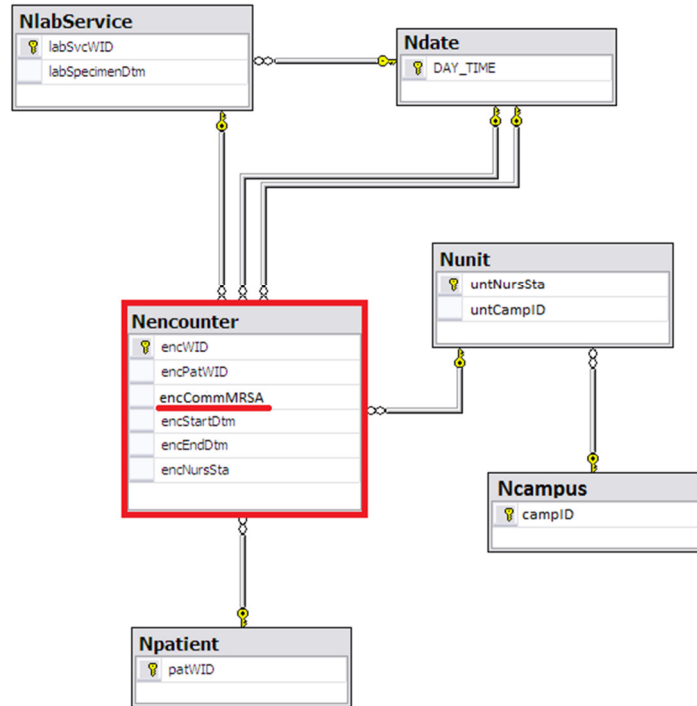 NlabService
labSvcWID
labSpecimenDtm
Ndate
DAY_TIME
Nunit
untNursSta
untCampID
Nencounter
encWID
encPatWID
encCommMRSA
encStartDtm
encEndDtm
encNursSta
Ncampus
campID
Npatient
patWID